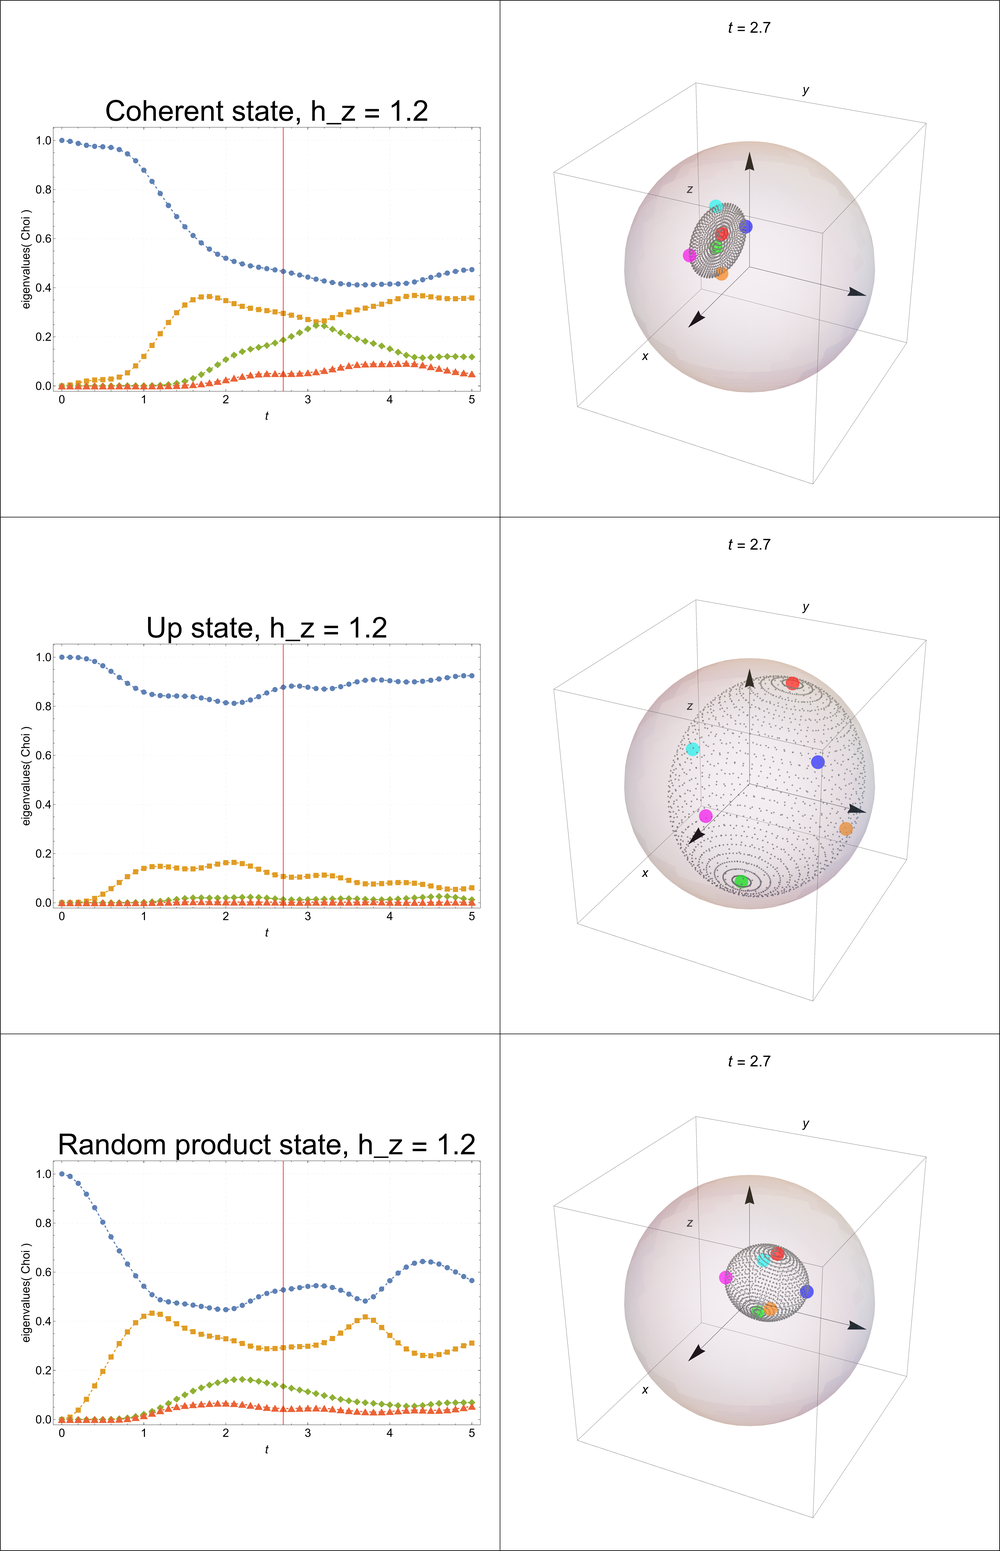 Coherent state, h_z = 1.2
eigenvalues( Choi )
1.0
0.8
0.6
0.4
0.2
0.0
0 1 2 3 4 5
t
t = 2.7
y
z
x
Up state, h_z = 1.2
eigenvalues( Choi )
1.0
0.8
0.6
0.4
0.2
0.0
0 1 2 3 4 5
t
t = 2.7
y
z
x
Random product state, h_z = 1.2
eigenvalues( Choi )
1.0
0.8
0.6
0.4
0.2
0.0
0 1 2 3 4 5
t
t = 2.7
y
z
x